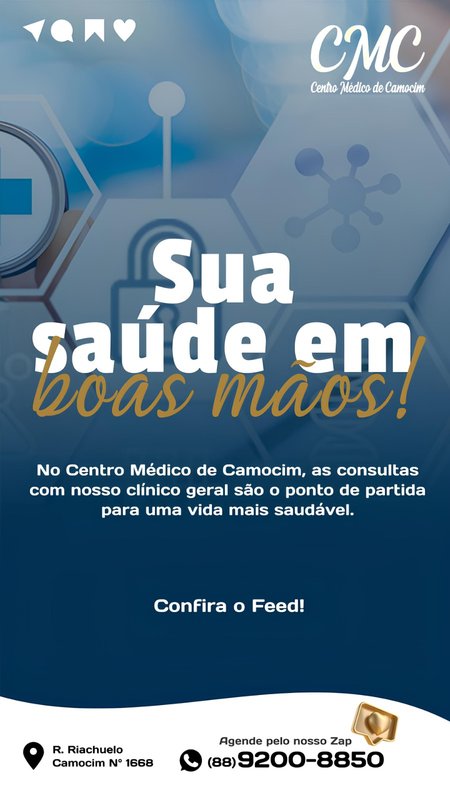 CMC
Centro Médico de Camocim
Sua
saúde em
boas mãos!
No Centro Médico de Camocim, as consultas
com nosso clínico geral são o ponto de partida
para uma vida mais saudável.
Confira o Feed!
R. Riachuelo
Camocim Nº 1668
Agende pelo nosso Zap
(88)9200-8850